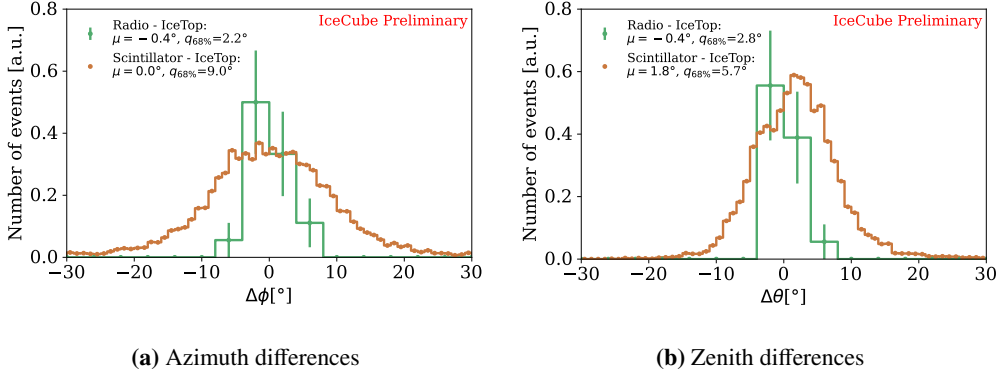 IceCube Preliminary
Radio - IceTop:
μ = −0.4°, q68%=2.2°
Scintillator - IceTop:
μ = 0.0°, q68%=9.0°
Number of events [a.u.]
0.8
0.6
0.4
0.2
0.0
−30 −20 −10 0 10 20 30
Δϕ[°]
(a) Azimuth differences
IceCube Preliminary
Radio - IceTop:
μ = −0.4°, q68%=2.8°
Scintillator - IceTop:
μ = 1.8°, q68%=5.7°
Number of events [a.u.]
0.8
0.6
0.4
0.2
0.0
−30 −20 −10 0 10 20 30
Δθ[°]
(b) Zenith differences